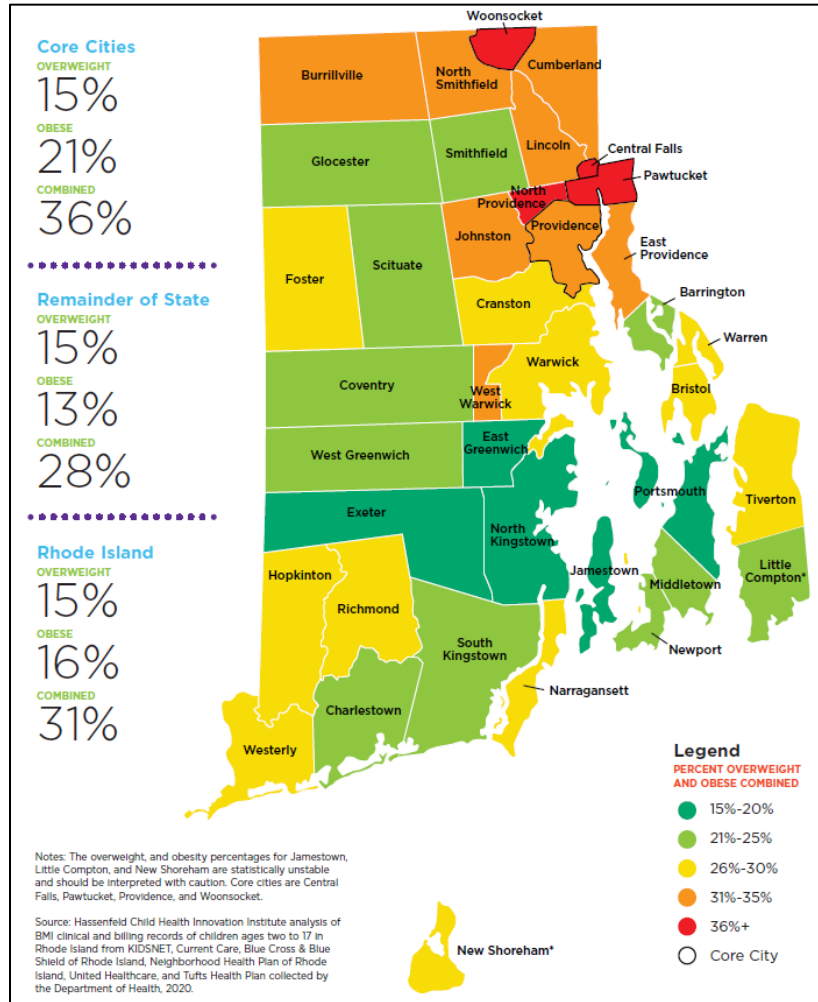 Core Cities
OVERWEIGHT
15%
OBESE
21%
COMBINED
36%
Remainder of State
OVERWEIGHT
15%
OBESE
13%
COMBINED
28%
Rhode Island
OVERWEIGHT
15%
OBESE
16%
COMBINED
31%
Woonsocket
Burrillville
North
Smithfield
Cumberland
Lincoln
Central Falls
Pawtucket
Glocester
Smithfield
North
Providence
Providence
Johnston
East
Providence
Foster
Scituate
Cranston
Barrington
Warren
Warwick
Bristol
Coventry
West
Warwick
West Greenwich
East
Greenwich
Portsmouth
Tiverton
Exeter
North
Kingstown
Jamestown
Middletown
Little
Compton*
Hopkinton
Richmond
South
Kingstown
Newport
Narragansett
Charlestown
Westerly
New Shoreham*
Legend
PERCENT OVERWEIGHT
AND OBESE COMBINED
15%-20%
21%-25%
26%-30%
31%-35%
36%+
Core City
Notes: The overweight, and obesity percentages for Jamestown,
Little Compton, and New Shoreham are statistically unstable
and should be interpreted with caution. Core cities are Central
Falls, Pawtucket, Providence, and Woonsocket.
Source: Hassenfeld Child Health Innovation Institute analysis of
BMI clinical and billing records of children ages two to 17 in
Rhode Island from KIDSNET, Current Care, Blue Cross & Blue
Shield of Rhode Island, Neighborhood Health Plan of Rhode
Island, United Healthcare, and Tufts Health Plan collected by
the Department of Health, 2020.